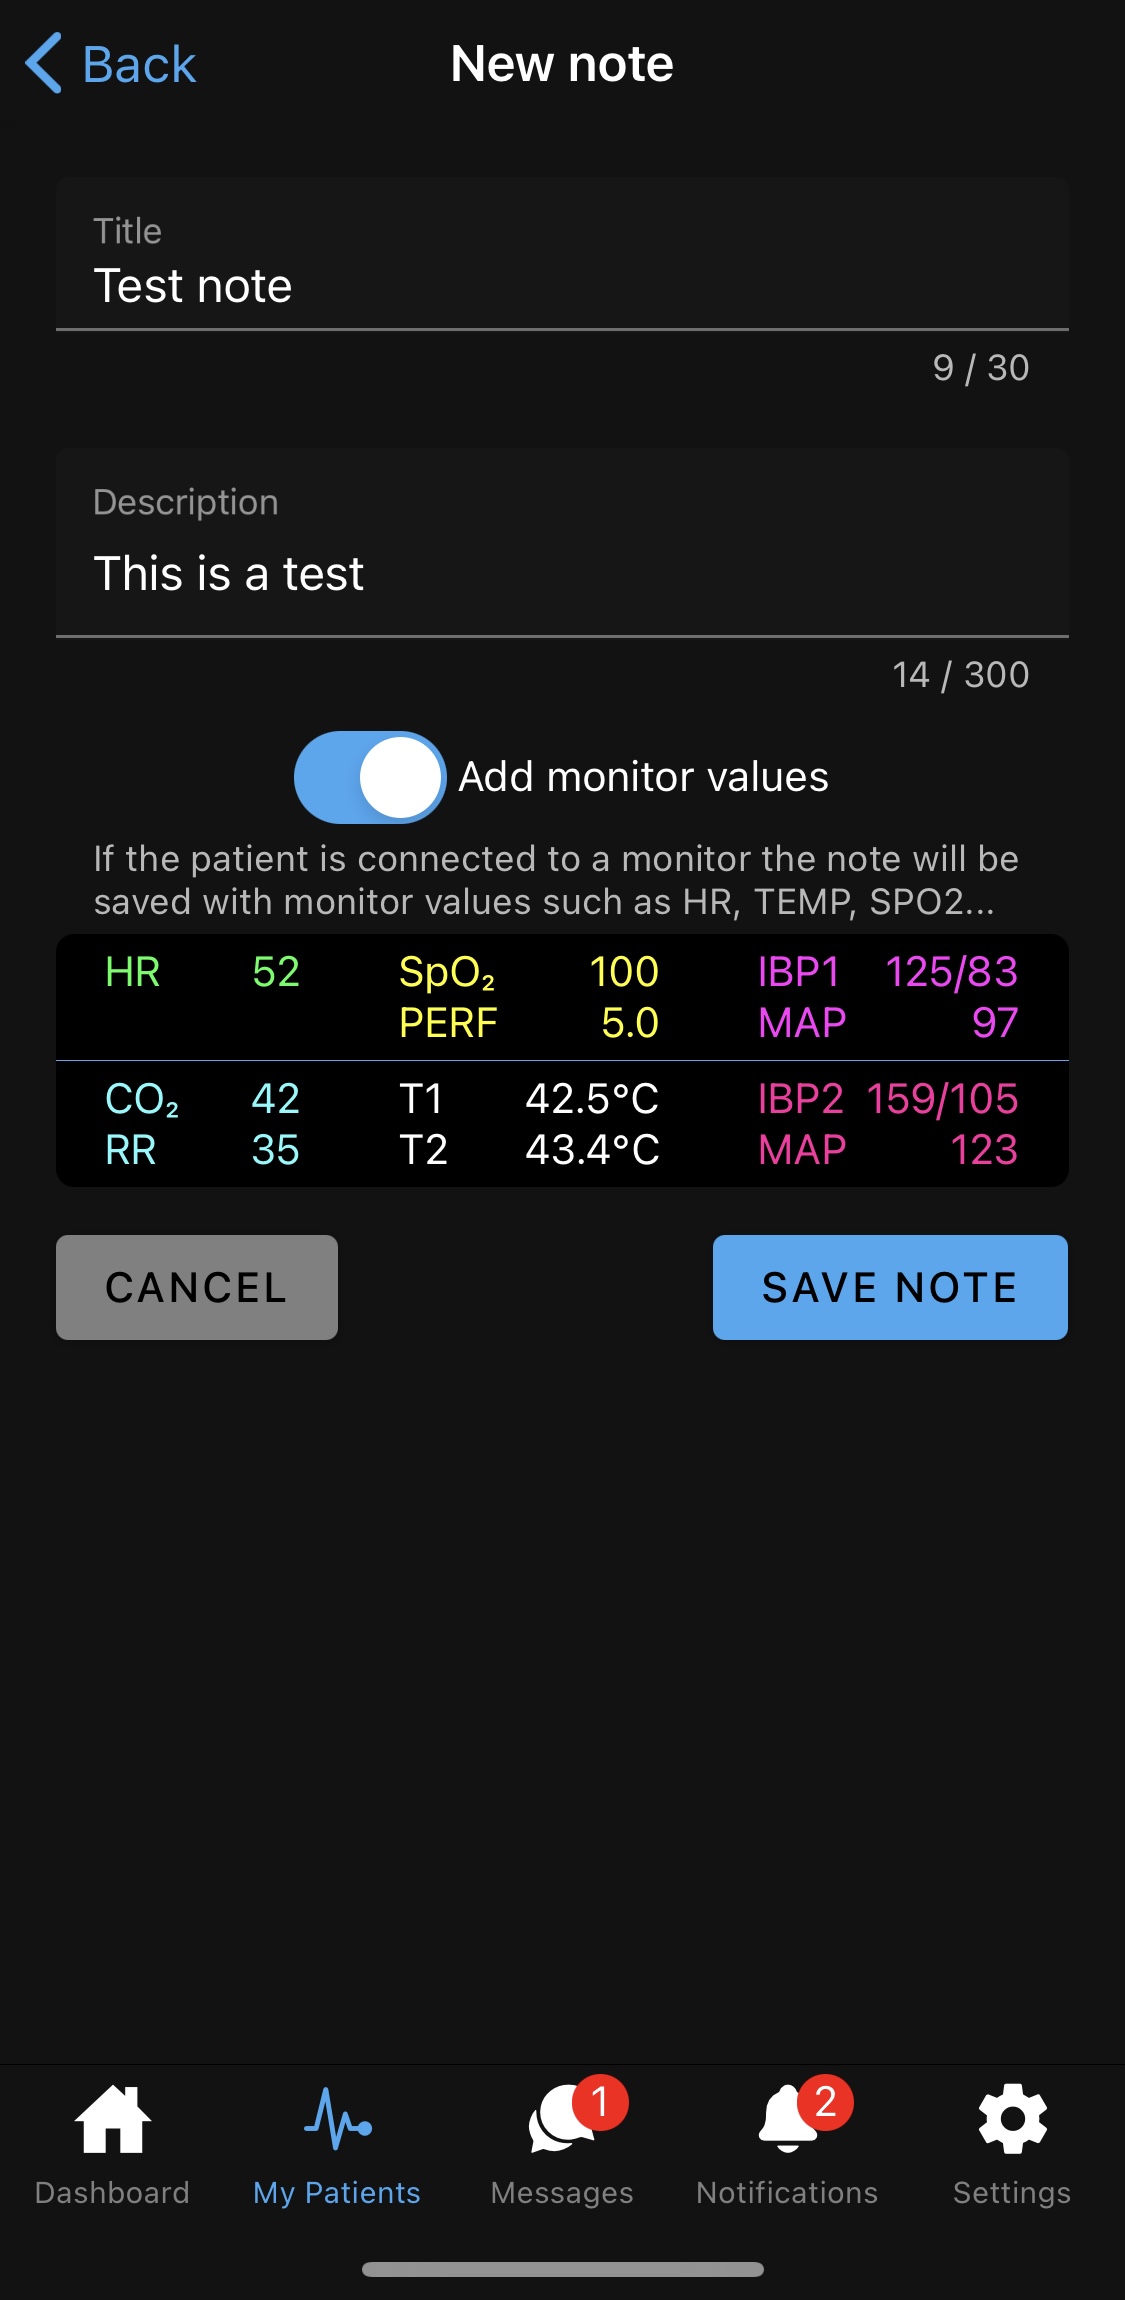 Back
New note
Title
Test note
9 / 30
Description
This is a test
14 / 300
Add monitor values
If the patient is connected to a monitor the note will be
saved with monitor values such as HR, TEMP, SPO2...
HR 52 SpO₂ 100 IBP1 125/83
PERF 5.0 MAP 97
CO₂ 42 T1 42.5°C IBP2 159/105
RR 35 T2 43.4°C MAP 123
CANCEL SAVE NOTE
1 2
Dashboard My Patients Messages Notifications Settings